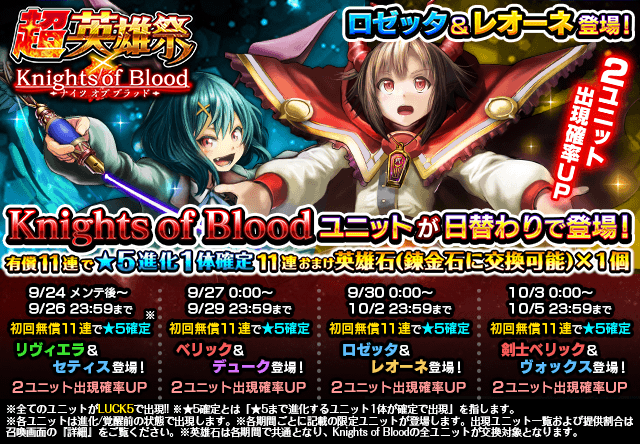 超英雄祭
×
Knights of Blood
ナイツ オブ ブラッド
ロゼッタ&レオーネ登場!
2ユニット
出現確率UP
Knights of Bloodユニットが日替わりで登場!
有償11連で★5進化1体確定 11連おまけ英雄石(錬金石に交換可能)×1個
9/24 メンテ後~
9/26 23:59まで
※
初回無償11連で★5確定
リヴィエラ&
セティス登場!
2ユニット出現確率UP
9/27 0:00~
9/29 23:59まで
初回無償11連で★5確定
ベリック&
デューク登場!
2ユニット出現確率UP
9/30 0:00~
10/2 23:59まで
初回無償11連で★5確定
ロゼッタ&
レオーネ登場!
2ユニット出現確率UP
10/3 0:00~
10/5 23:59まで
初回無償11連で★5確定
剣士ベリック&
ヴォックス登場!
2ユニット出現確率UP
※全てのユニットがLUCK5で出現!! ※★5確定とは「★5まで進化するユニット1体が確定で出現」を指します。
※各ユニットは進化/覚醒前の状態で出現します。※各期間ごとに記載の限定ユニットが登場します。出現ユニット一覧および提供割合は
召喚画面の『詳細』をご覧ください。※英雄石は各期間で共通となり、Knights of Bloodの全ユニットが交換対象となります。